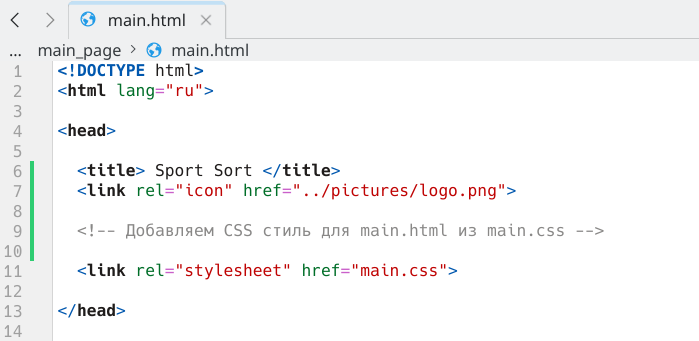 main.html
... main_page > main.html
1 <!DOCTYPE html>
2 <html lang="ru">
3
4 <head>
5
6 <title> Sport Sort </title>
7 <link rel="icon" href="../pictures/logo.png">
8
9 <!-- Добавляем CSS стиль для main.html из main.css -->
10
11 <link rel="stylesheet" href="main.css">
12
13 </head>
14